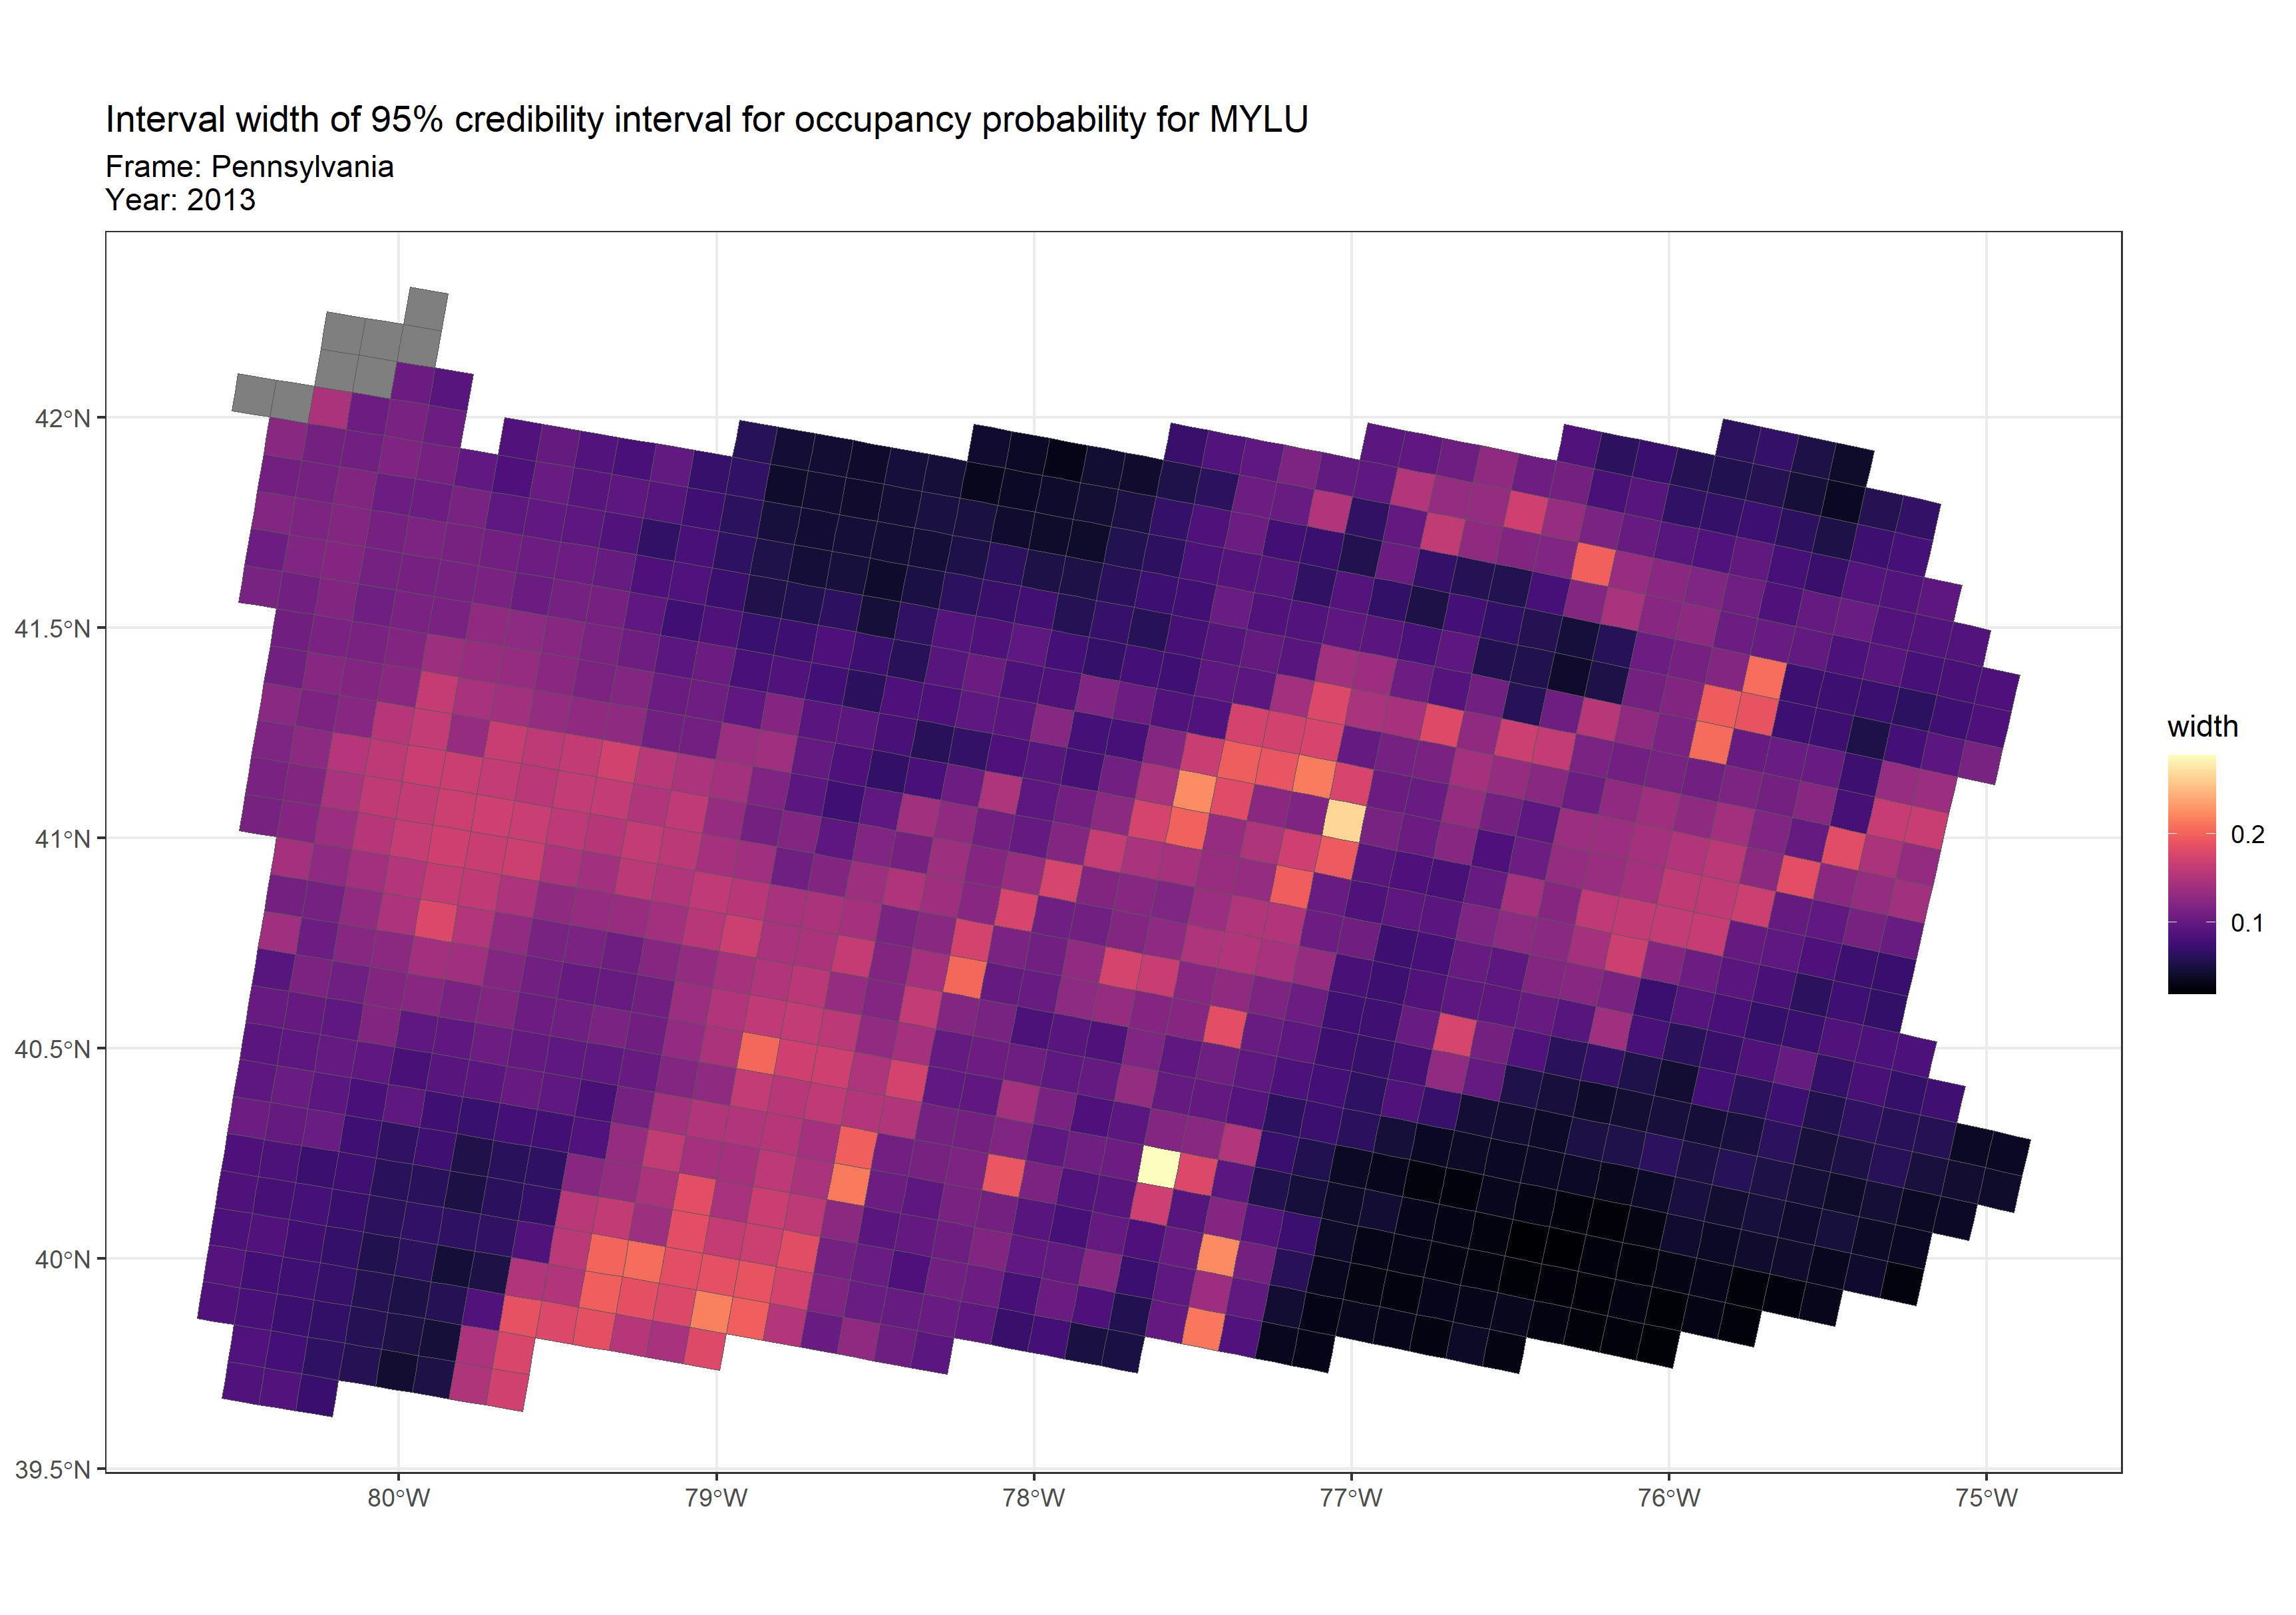 Interval width of 95% credibility interval for occupancy probability for MYLU
Frame: Pennsylvania
Year: 2013
42°N
41.5°N
41°N
40.5°N
40°N
39.5°N
80°W
79°W
78°W
77°W
76°W
75°W
width
0.2
0.1